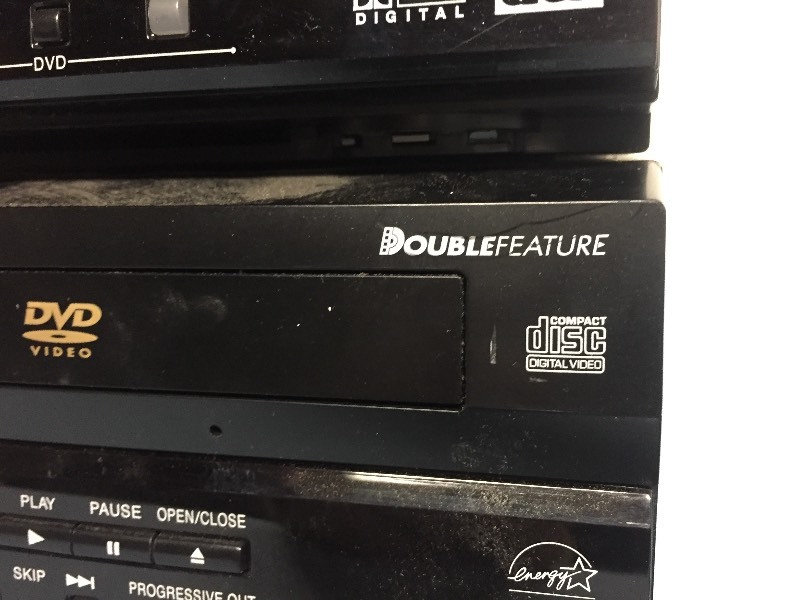 DIGITAL
DVD
DOUBLEFEATURE
DVD
VIDEO
COMPACT
disc
DIGITAL VIDEO
PLAY PAUSE OPEN/CLOSE
SKIP
PROGRESSIVE OUT
energy